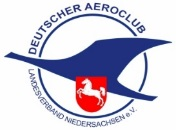 DEUTSCHER AEROCLUB
LANDESVERBAND NIEDERSACHSEN e.V.